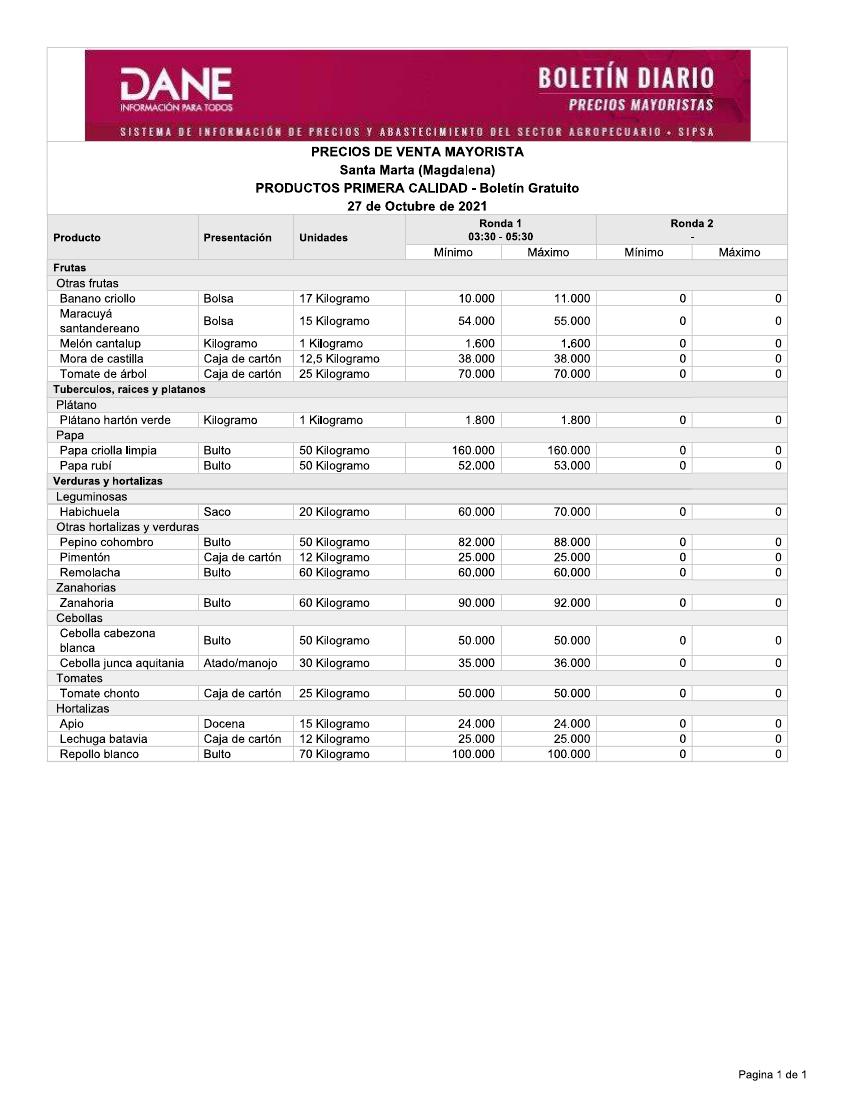 DANE
INFORMACIÓN PARA TODOS
BOLETÍN DIARIO
PRECIOS MAYORISTAS
SISTEMA DE INFORMACIÓN DE PRECIOS Y ABASTECIMIENTO DEL SECTOR AGROPECUARIO • SIPSA
PRECIOS DE VENTA MAYORISTA
Santa Marta (Magdalena)
PRODUCTOS PRIMERA CALIDAD - Boletín Gratuito
27 de Octubre de 2021
Producto Presentación Unidades Ronda 1 Ronda 2
03:30 - 05:30 -
Mínimo Máximo Mínimo Máximo
Frutas
Otras frutas
Banano criollo Bolsa 17 Kilogramo 10.000 11.000 0 0
Maracuyá
santandereano Bolsa 15 Kilogramo 54.000 55.000 0 0
Melón cantalup Kilogramo 1 Kilogramo 1.600 1.600 0 0
Mora de castilla Caja de cartón 12,5 Kilogramo 38.000 38.000 0 0
Tomate de árbol Caja de cartón 25 Kilogramo 70.000 70.000 0 0
Tuberculos, raices y platanos
Plátano
Plátano hartón verde Kilogramo 1 Kilogramo 1.800 1.800 0 0
Papa
Papa criolla limpia Bulto 50 Kilogramo 160.000 160.000 0 0
Papa rubí Bulto 50 Kilogramo 52.000 53.000 0 0
Verduras y hortalizas
Leguminosas
Habichuela Saco 20 Kilogramo 60.000 70.000 0 0
Otras hortalizas y verduras
Pepino cohombro Bulto 50 Kilogramo 82.000 88.000 0 0
Pimentón Caja de cartón 12 Kilogramo 25.000 25.000 0 0
Remolacha Bulto 60 Kilogramo 60.000 60.000 0 0
Zanahorias
Zanahoria Bulto 60 Kilogramo 90.000 92.000 0 0
Cebollas
Cebolla cabezona
blanca Bulto 50 Kilogramo 50.000 50.000 0 0
Cebolla junca aquitania Atado/manojo 30 Kilogramo 35.000 36.000 0 0
Tomates
Tomate chonto Caja de cartón 25 Kilogramo 50.000 50.000 0 0
Hortalizas
Apio Docena 15 Kilogramo 24.000 24.000 0 0
Lechuga batavia Caja de cartón 12 Kilogramo 25.000 25.000 0 0
Repollo blanco Bulto 70 Kilogramo 100.000 100.000 0 0
Pagina 1 de 1